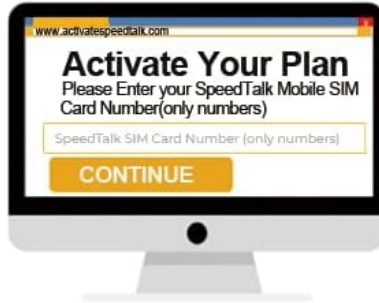 www.activatespeedtalk.com
Activate Your Plan
Please Enter your SpeedTalk Mobile SIM
Card Number(only numbers)
SpeedTalk SIM Card Number (only numbers)
CONTINUE